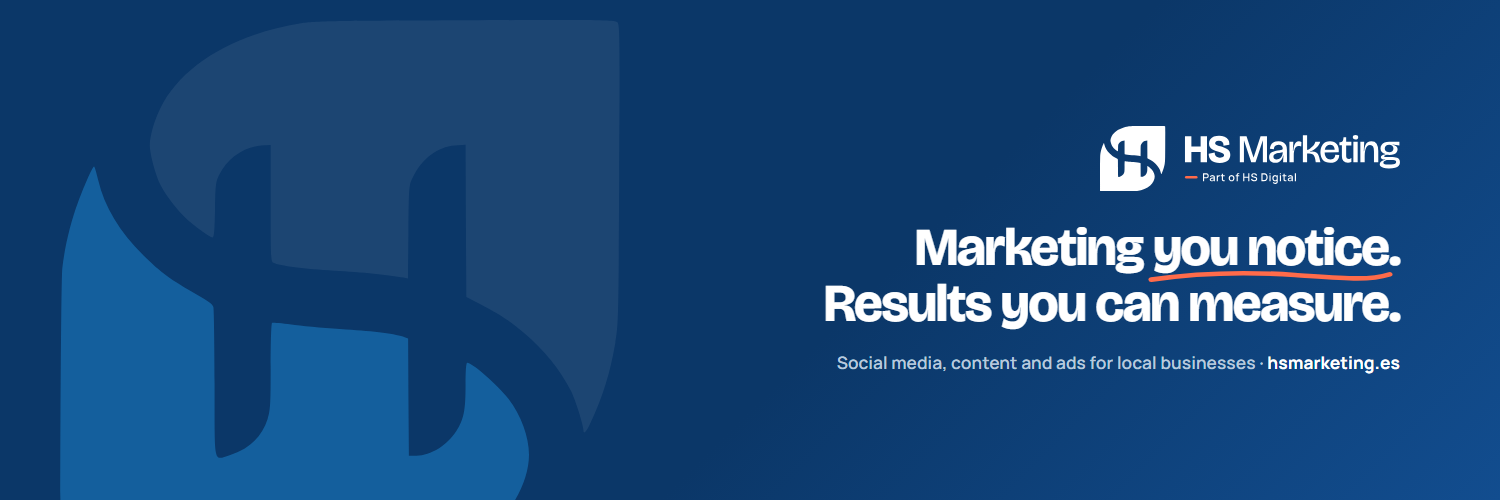 HS Marketing
Part of HS Digital
Marketing you notice.
Results you can measure.
Social media, content and ads for local businesses · hsmarketing.es